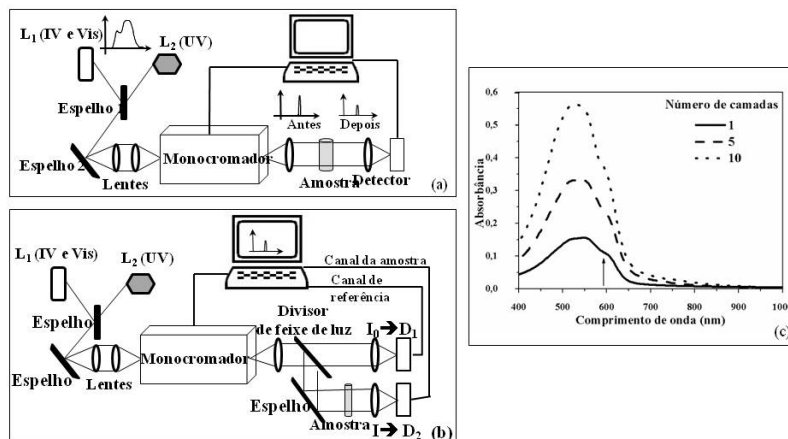 L₁ (IV e Vis)
L₂ (UV)
Espelho 1
Espelho 2
Lentes
Monocromador
Antes
Depois
Amostra
Detector
(a)
L₁(IV e Vis)
L₂ (UV)
Espelho
Espelho
Lentes
Monocromador
Canal da amostra
Canal de
referência
Divisor
de feixe de luz
I₀➔D₁
Espelho
Amostra
I➔D₂
(b)
Número de camadas
1
5
10
Absorbância
0,6
0,5
0,4
0,3
0,2
0,1
0,0
400 500 600 700 800 900 1000
Comprimento de onda (nm)
(c)